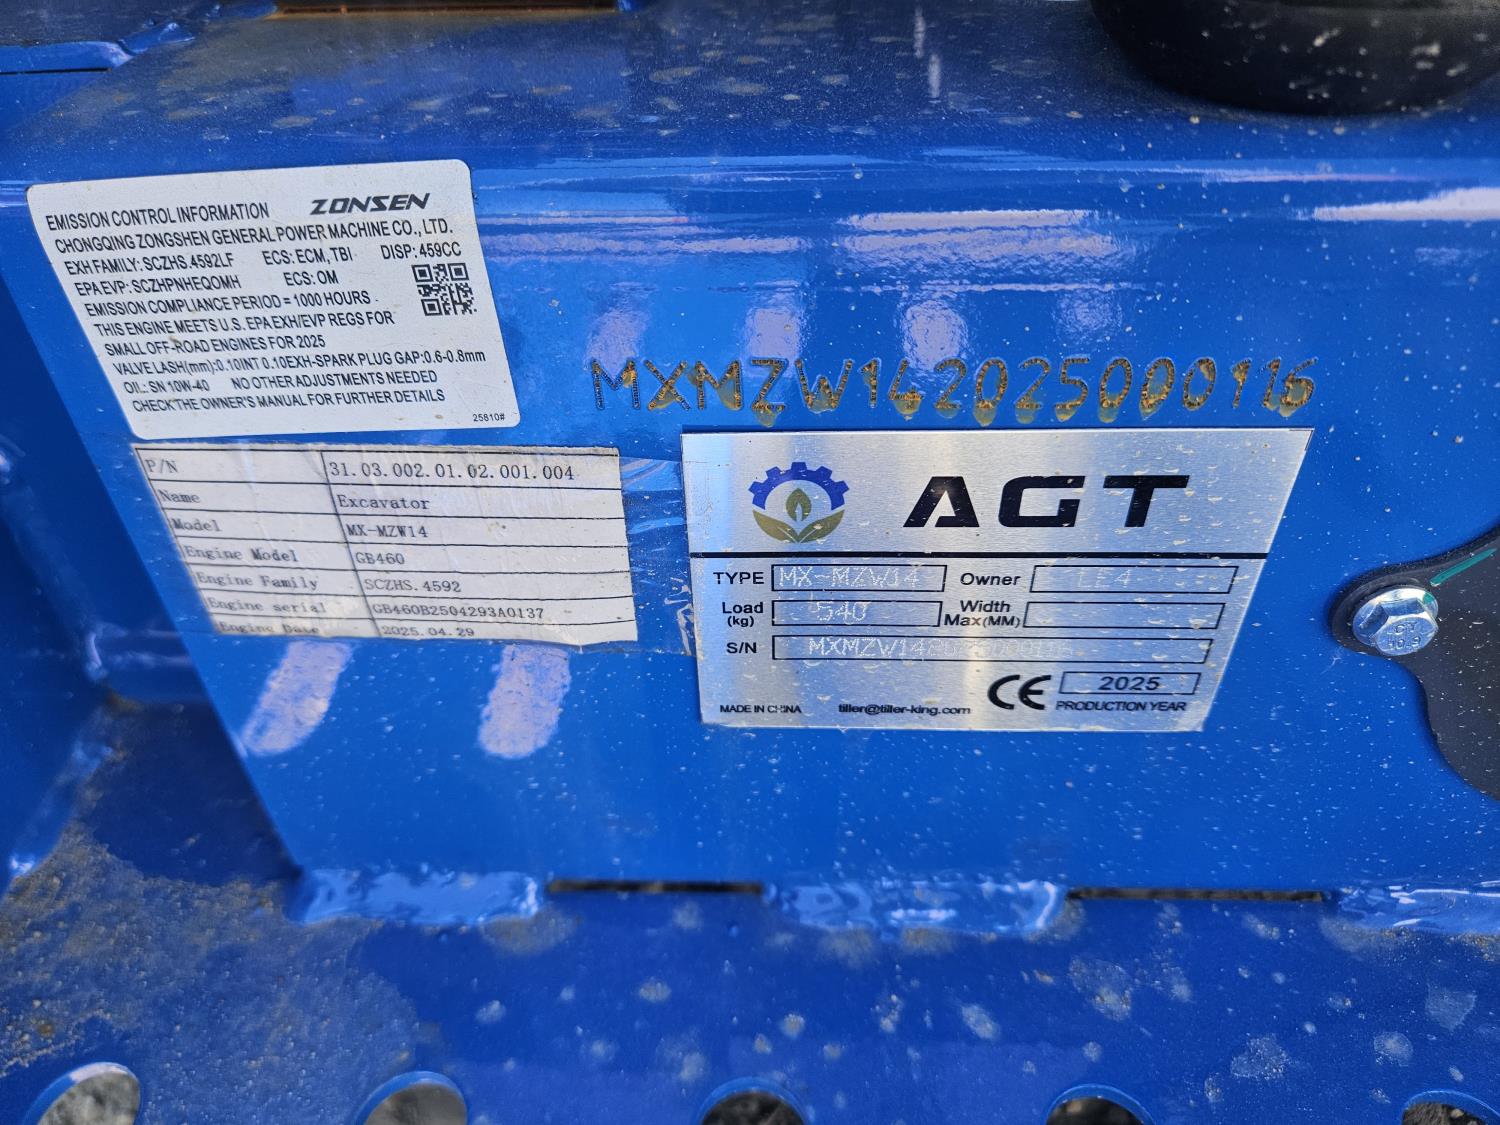 EMISSION CONTROL INFORMATION ZONSEN
CHONGQING ZONGSHEN GENERAL POWER MACHINE CO., LTD.
EXH FAMILY: SCZHS.4592LF ECS: ECM, TBI DISP: 459CC
EPA EVP: SCZHPNHEQOMH ECS: OM
EMISSION COMPLIANCE PERIOD = 1000 HOURS
THIS ENGINE MEETS U.S. EPA EXH/EVP REGS FOR
SMALL OFF-ROAD ENGINES FOR 2025
VALVE LASH(mm):0.10INT 0.10EXH-SPARK PLUG GAP:0.6-0.8mm
OIL: SN 10W-40 NO OTHER ADJUSTMENTS NEEDED
CHECK THE OWNER'S MANUAL FOR FURTHER DETAILS
25810#
P/N 31.03.002.01.02.001.004
Name Excavator
Model MX-MZW14
Engine Model GB460
Engine Family SCZHS.4592
Engine serial GB460B2504293A0137
Engine Date 2025.04.29
MXMZW142025000116
AGT
TYPE MX-MZW14 Owner LE4
Load (kg) 540 Width Max(MM)
S/N MXMZW142025000116
CE 2025
MADE IN CHINA tiller@tiller-king.com PRODUCTION YEAR